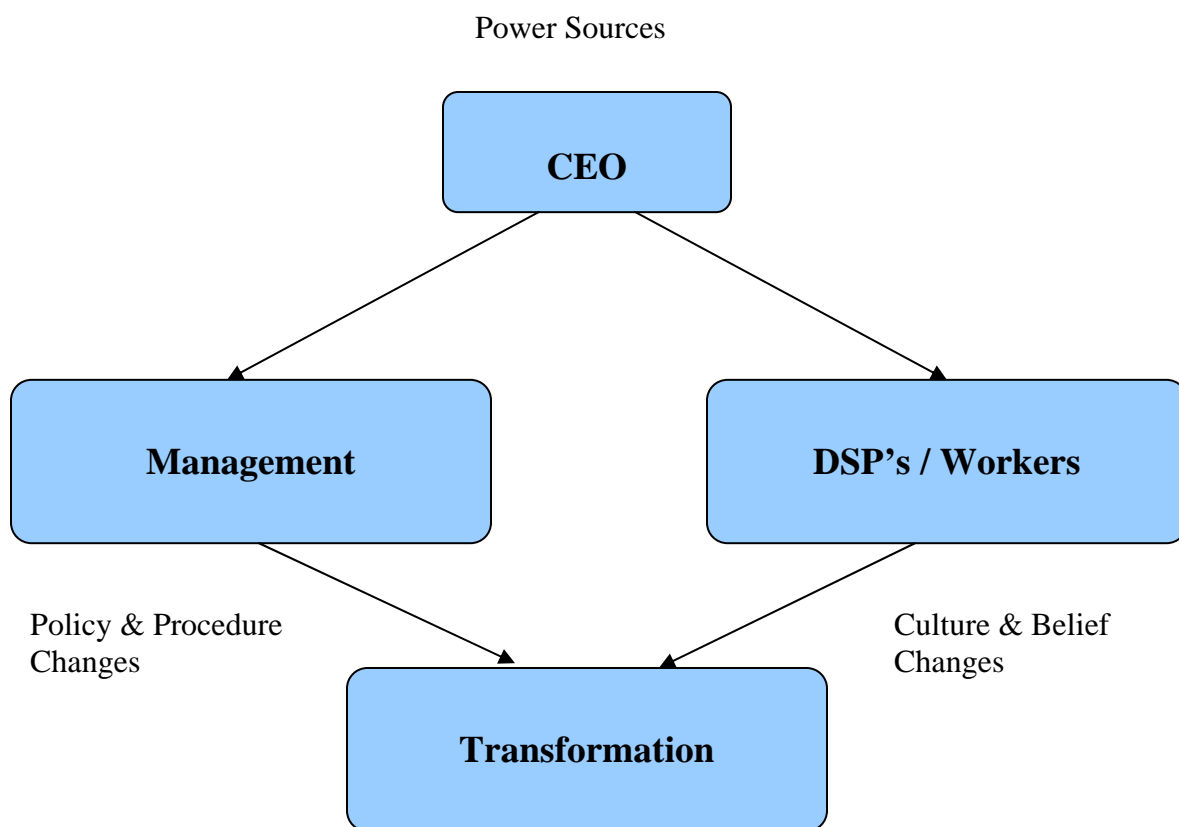 Power Sources
CEO
Management
DSP’s / Workers
Policy & Procedure
Changes
Culture & Belief
Changes
Transformation